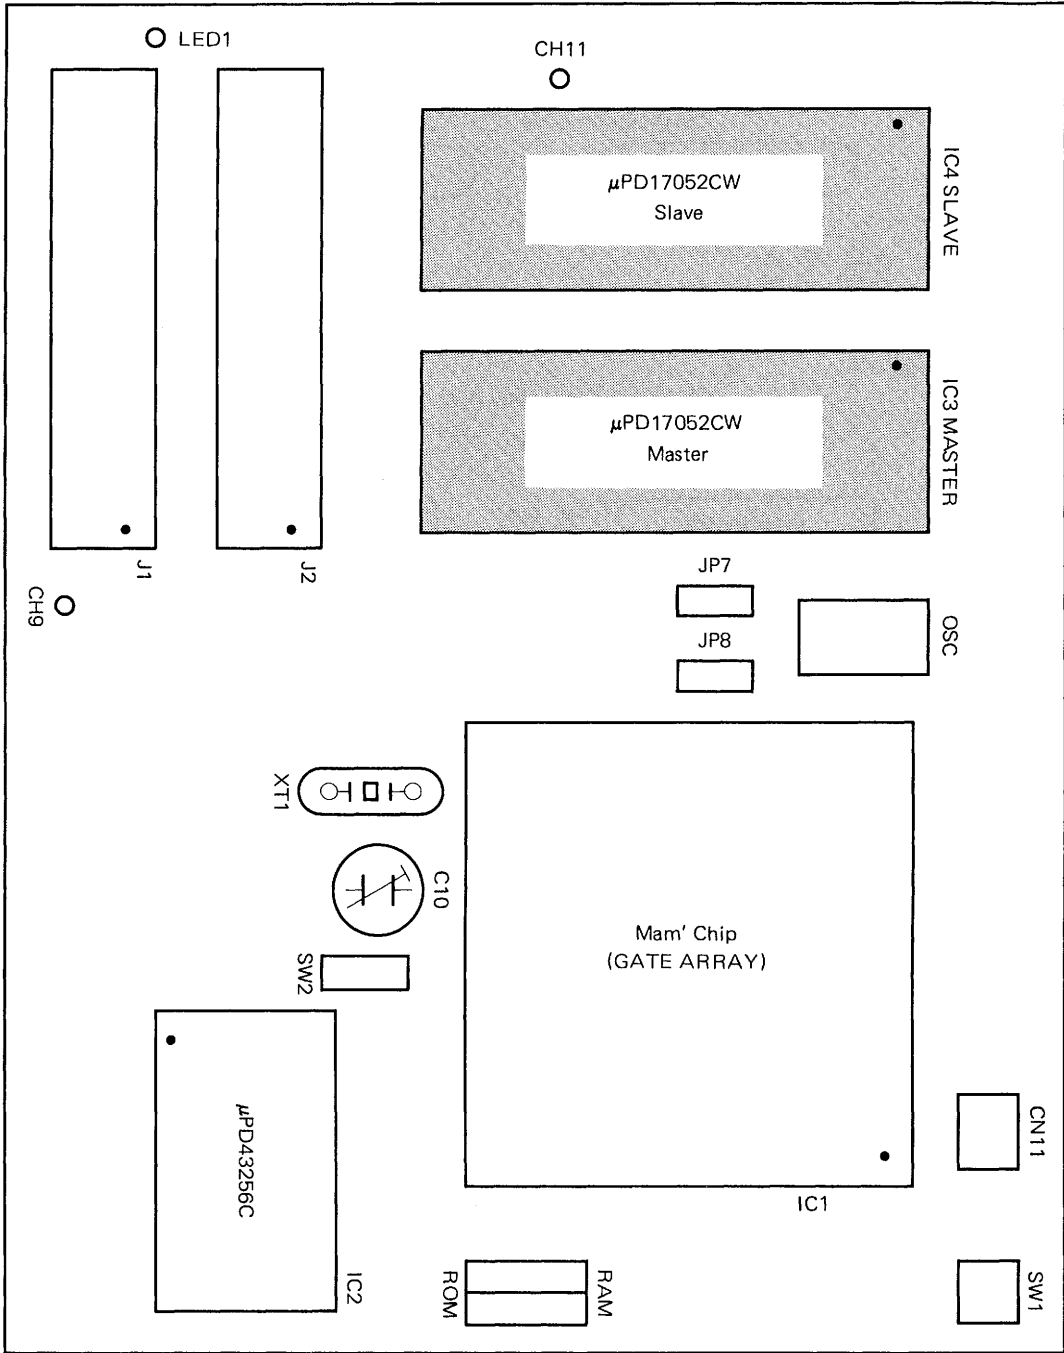 LED1
CH11
µPD17052CW
Slave
IC4 SLAVE
µPD17052CW
Master
IC3 MASTER
J1
J2
CH9
JP7
JP8
OSC
XT1
C10
SW2
Mam' Chip
(GATE ARRAY)
IC1
CN11
µPD43256C
IC2
ROM
RAM
SW1